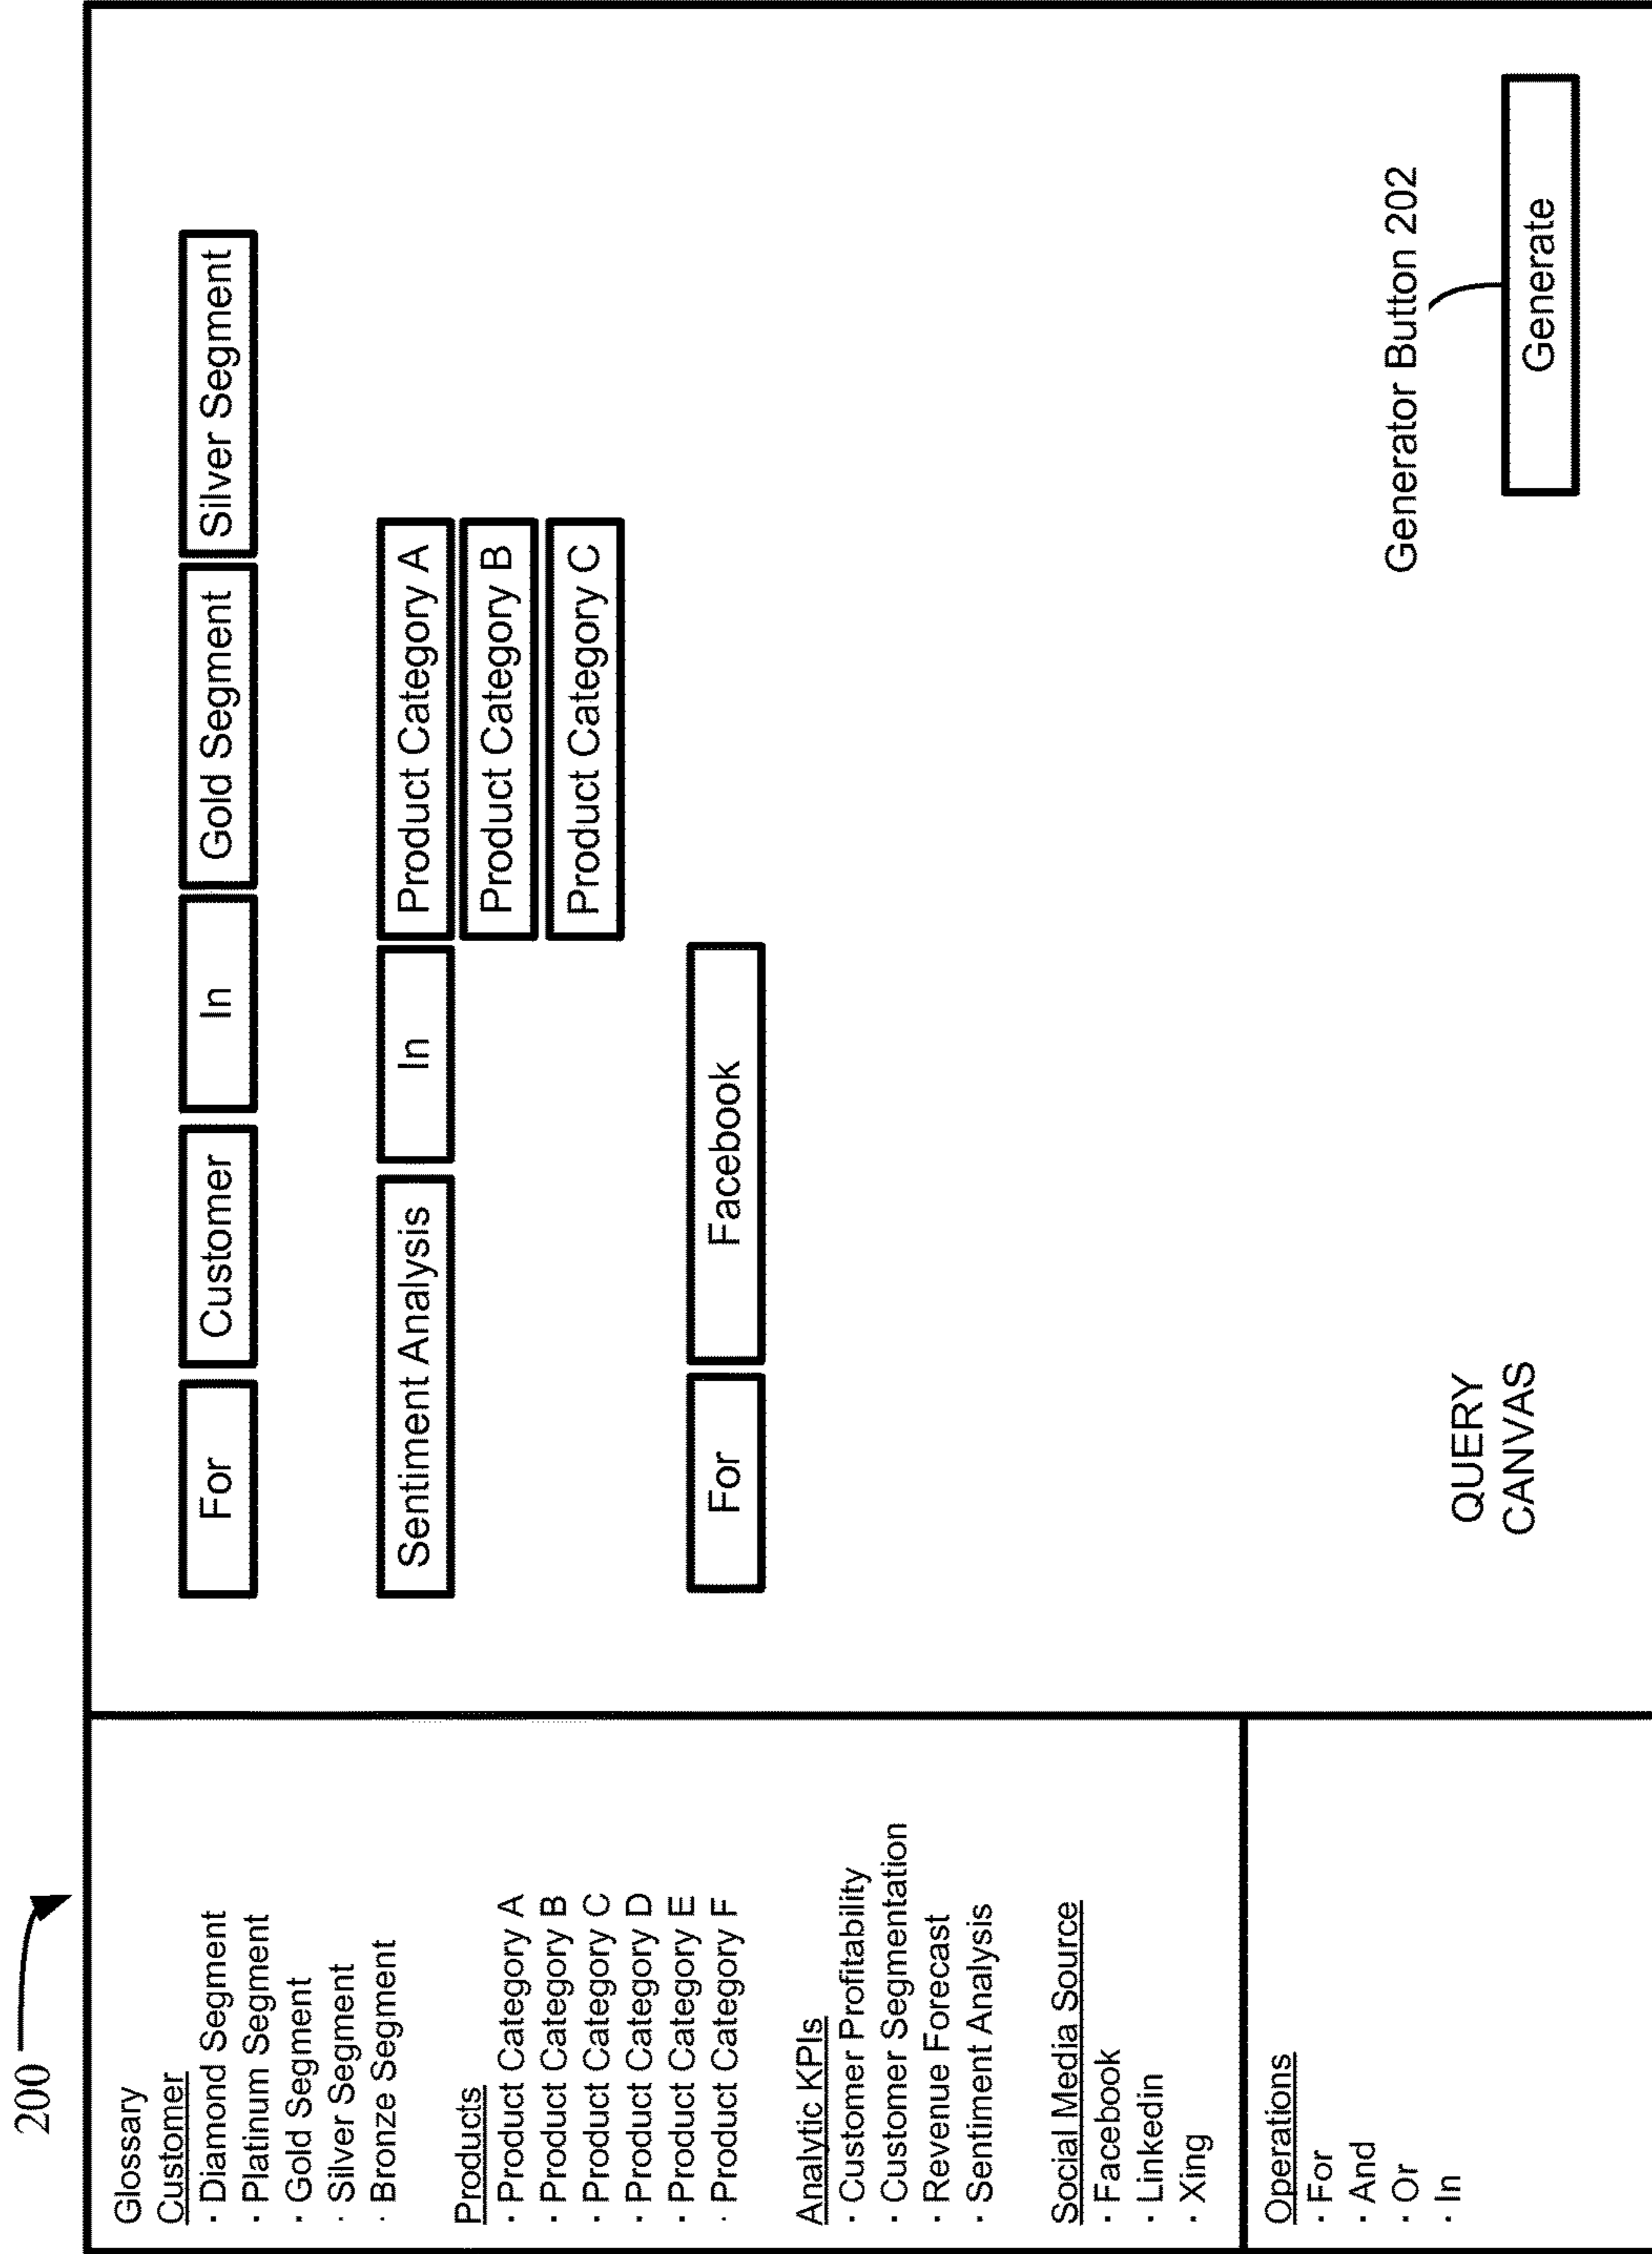 200
Glossary
Customer
· Diamond Segment
· Platinum Segment
· Gold Segment
· Silver Segment
· Bronze Segment
Products
· Product Category A
· Product Category B
· Product Category C
· Product Category D
· Product Category E
· Product Category F
Analytic KPIs
· Customer Profitability
· Customer Segmentation
· Revenue Forecast
· Sentiment Analysis
Social Media Source
· Facebook
· Linkedin
· Xing
Operations
· For
· And
· Or
· In
For Customer In Gold Segment Silver Segment
Sentiment Analysis In Product Category A
Product Category B
Product Category C
For Facebook
QUERY
CANVAS
Generator Button 202
Generate